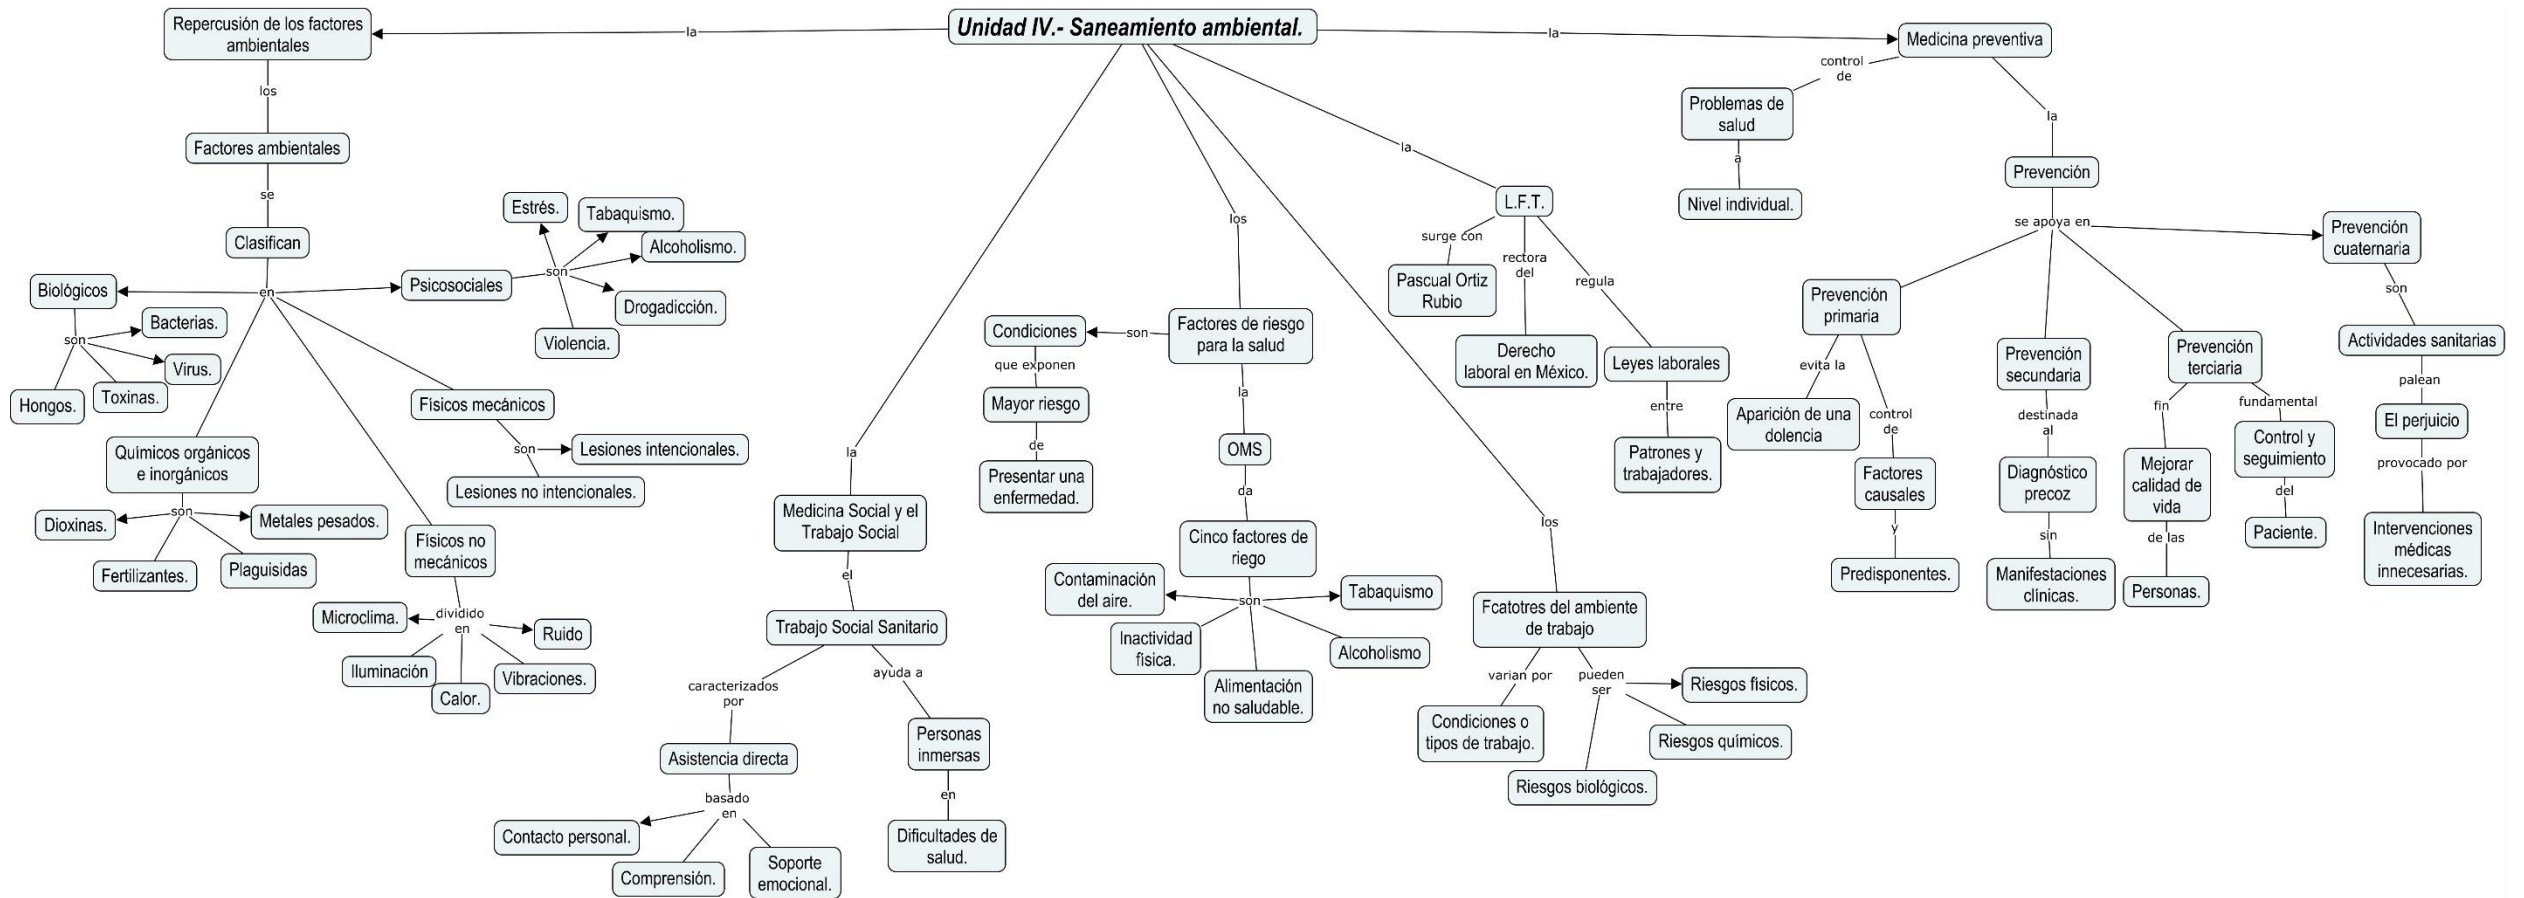 Unidad IV.- Saneamiento ambiental.
la
Repercusión de los factores
ambientales
los
Factores ambientales
se
Clasifican
en
Biológicos
son
Bacterias.
Virus.
Toxinas.
Hongos.
Psicosociales
son
Estrés.
Tabaquismo.
Alcoholismo.
Drogadicción.
Violencia.
Químicos orgánicos
e inorgánicos
son
Dioxinas.
Metales pesados.
Fertilizantes.
Plaguisidas
Físicos mecánicos
son
Lesiones intencionales.
Lesiones no intencionales.
Físicos no
mecánicos
dividido
en
Microclima.
Ruido
Iluminación
Calor.
Vibraciones.
la
Medicina Social y el
Trabajo Social
el
Trabajo Social Sanitario
caracterizados
por
Asistencia directa
basado
en
Contacto personal.
Comprensión.
Soporte
emocional.
ayuda a
Personas
inmersas
en
Dificultades de
salud.
los
Factores de riesgo
para la salud
son
Condiciones
que exponen
Mayor riesgo
de
Presentar una
enfermedad.
la
OMS
da
Cinco factores de
riego
son
Contaminación
del aire.
Tabaquismo
Inactividad
física.
Alimentación
no saludable.
Alcoholismo
los
Fcatotres del ambiente
de trabajo
varian por
Condiciones o
tipos de trabajo.
pueden
ser
Riesgos físicos.
Riesgos químicos.
Riesgos biológicos.
la
L.F.T.
surge con
Pascual Ortiz
Rubio
rectora
del
Derecho
laboral en México.
regula
Leyes laborales
entre
Patrones y
trabajadores.
la
Medicina preventiva
control
de
Problemas de
salud
a
Nivel individual.
la
Prevención
se apoya en
Prevención
primaria
evita la
Aparición de una
dolencia
control
de
Factores
causales
y
Predisponentes.
Prevención
secundaria
destinada
al
Diagnóstico
precoz
sin
Manifestaciones
clínicas.
Prevención
terciaria
fin
Mejorar
calidad de
vida
de las
Personas.
fundamental
Control y
seguimiento
del
Paciente.
Prevención
cuaternaria
son
Actividades sanitarias
palean
El perjuicio
provocado por
Intervenciones
médicas
innecesarias.